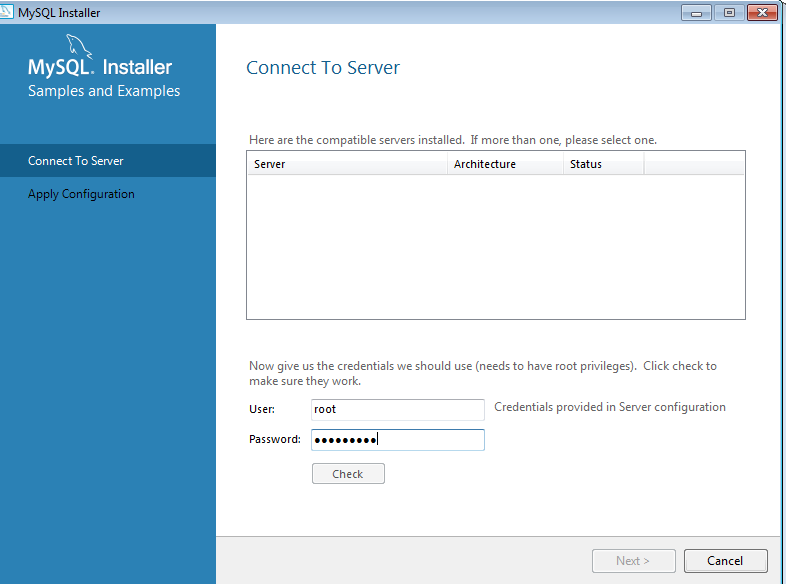 MySQL Installer
MySQL. Installer
Samples and Examples
Connect To Server
Apply Configuration
Connect To Server
Here are the compatible servers installed. If more than one, please select one.
Server Architecture Status
Now give us the credentials we should use (needs to have root privileges). Click check to
make sure they work.
User: root Credentials provided in Server configuration
Password: ●●●●●●●●●
Check
Next > Cancel